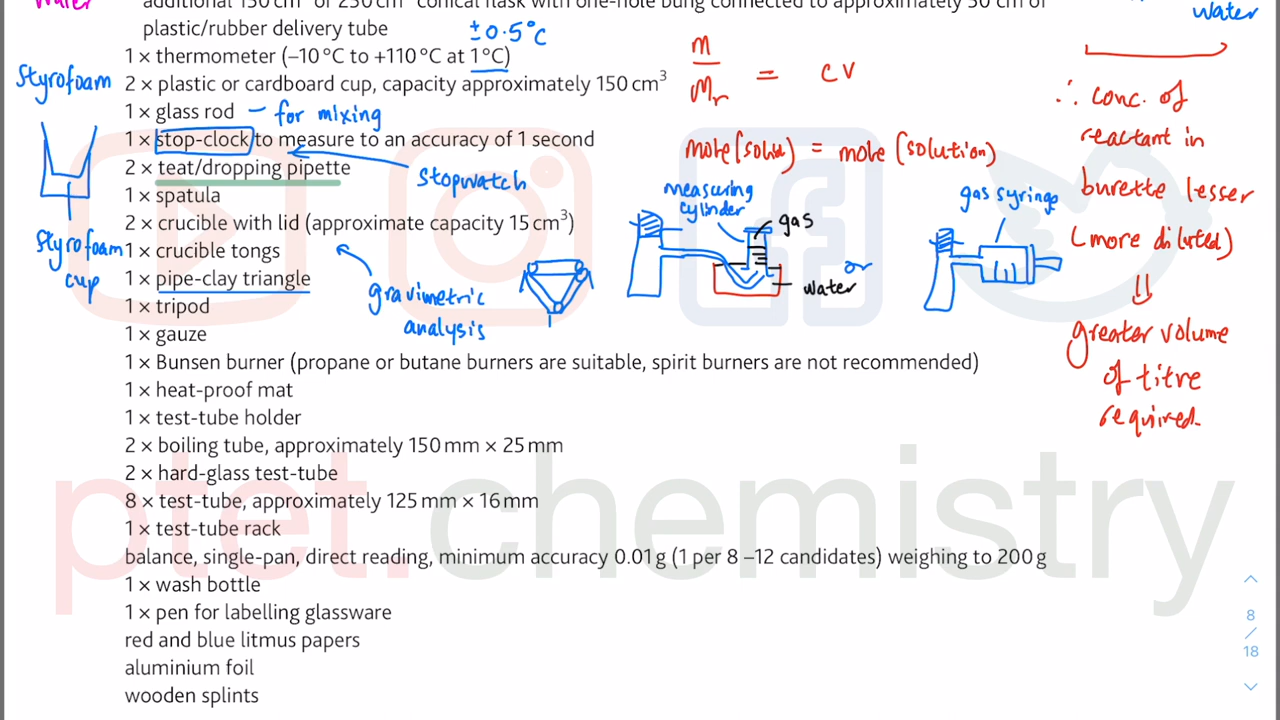 water
additional 150 cm³ or 250 cm³ conical flask with one-hole bung connected to approximately 50 cm of
plastic/rubber delivery tube
±0.5°C
1 × thermometer (–10 °C to +110 °C at 1 °C)
2 × plastic or cardboard cup, capacity approximately 150 cm³
1 × glass rod – for mixing
1 × stop-clock to measure to an accuracy of 1 second
stopwatch
2 × teat/dropping pipette
1 × spatula
2 × crucible with lid (approximate capacity 15 cm³)
1 × crucible tongs
1 × pipe-clay triangle
gravimetric
analysis
1 × tripod
1 × gauze
1 × Bunsen burner (propane or butane burners are suitable, spirit burners are not recommended)
1 × heat-proof mat
1 × test-tube holder
2 × boiling tube, approximately 150 mm × 25 mm
2 × hard-glass test-tube
8 × test-tube, approximately 125 mm × 16 mm
1 × test-tube rack
balance, single-pan, direct reading, minimum accuracy 0.01 g (1 per 8 –12 candidates) weighing to 200 g
1 × wash bottle
1 × pen for labelling glassware
red and blue litmus papers
aluminium foil
wooden splints
styrofoam
styrofoam
cup
m
Mr
= cv
mole(solid) = mole (solution)
measuring
cylinder
gas
water
or
gas syringe
water
∴ conc. of
reactant in
burette lesser
(more diluted)
⇓
greater volume
of titre
required.
ptet.chemistry
8
/
18